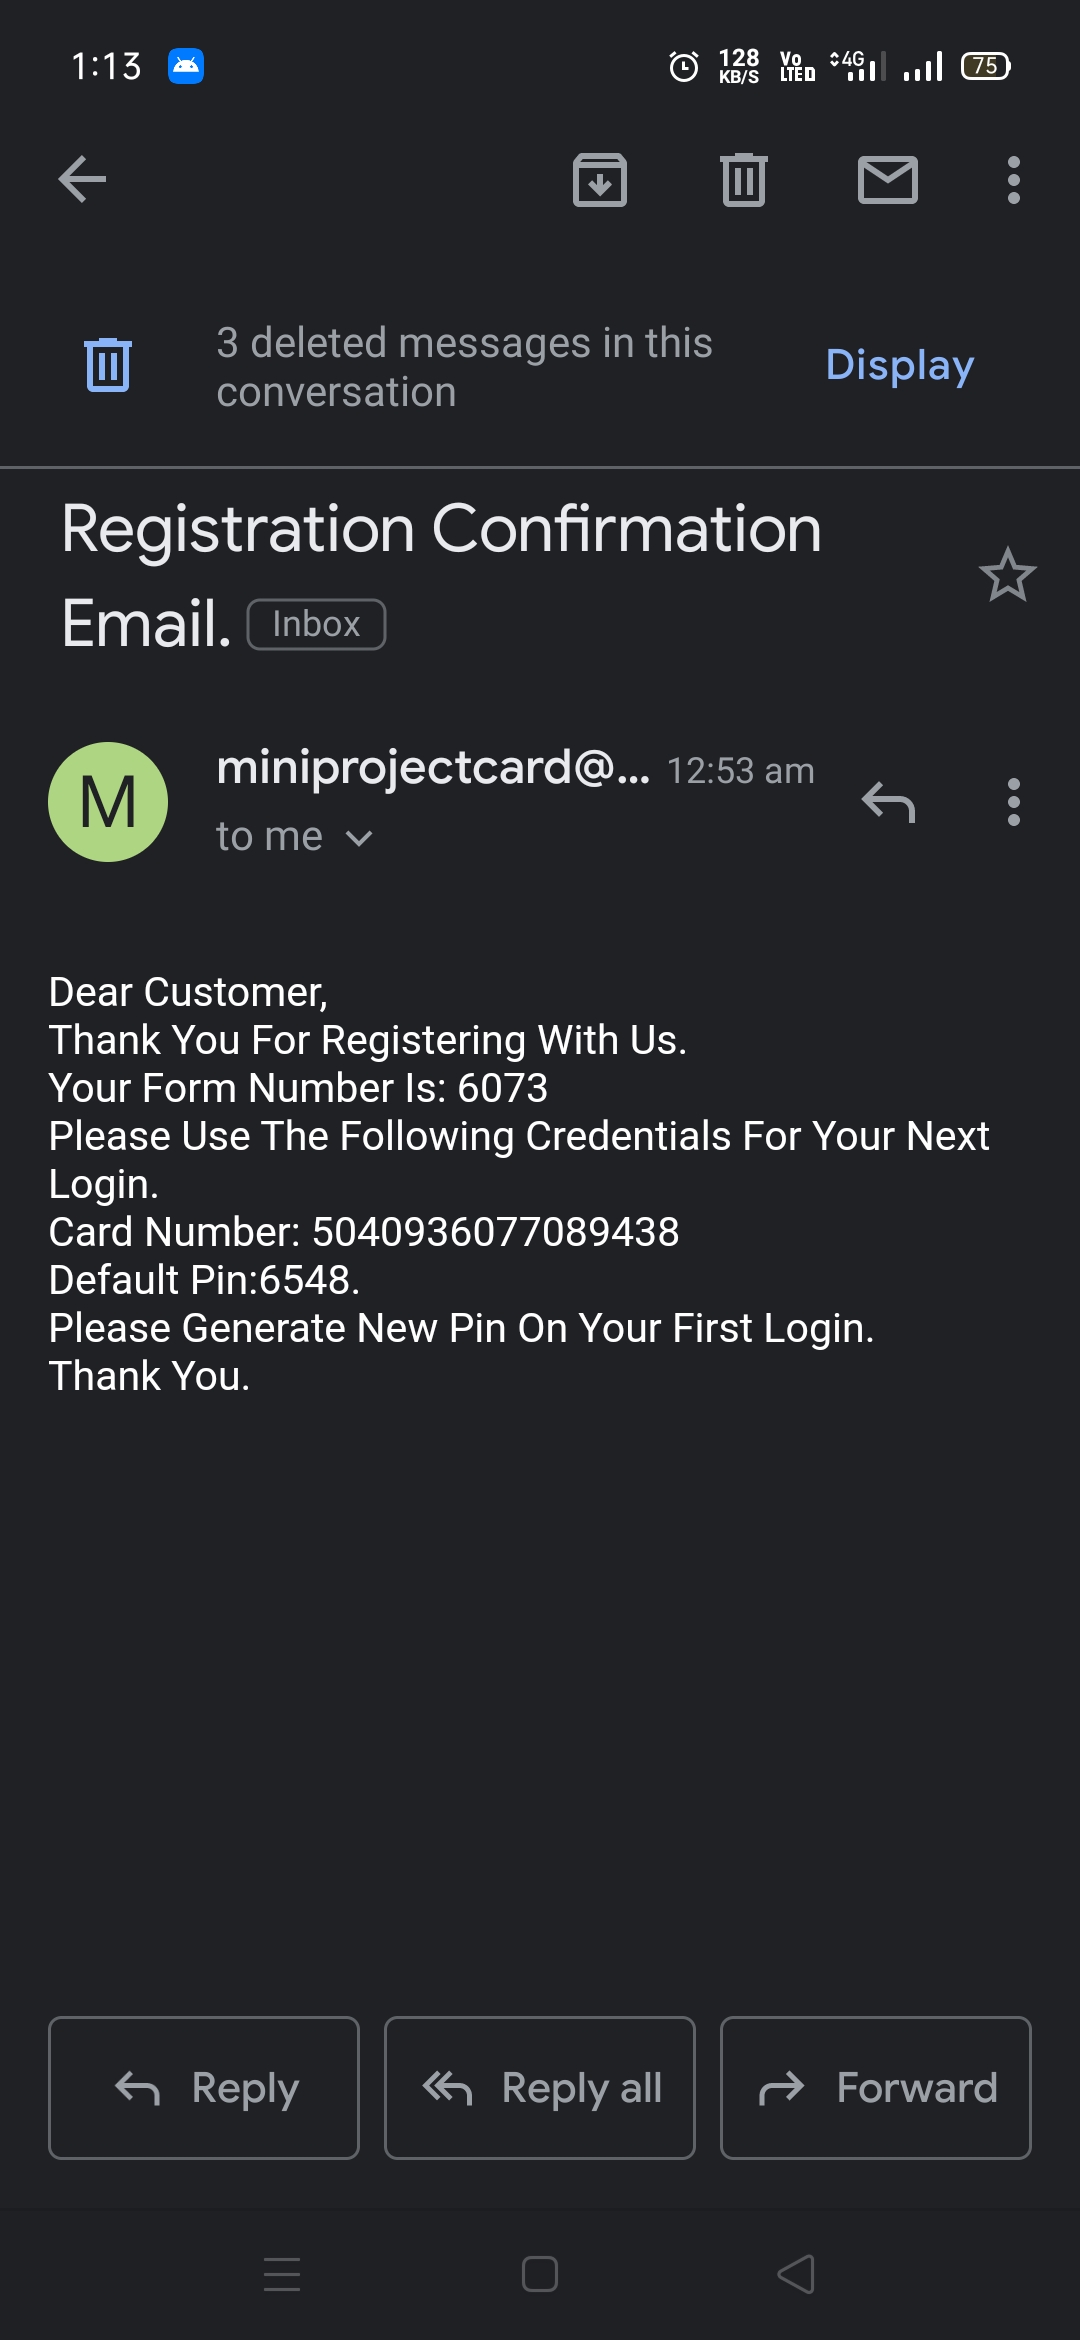 1:13
128
KB/S
Vo
LTE
4G
75
3 deleted messages in this
conversation
Display
Registration Confirmation
Email.
Inbox
M
miniprojectcard@...
12:53 am
to me
Dear Customer,
Thank You For Registering With Us.
Your Form Number Is: 6073
Please Use The Following Credentials For Your Next
Login.
Card Number: 5040936077089438
Default Pin:6548.
Please Generate New Pin On Your First Login.
Thank You.
Reply
Reply all
Forward